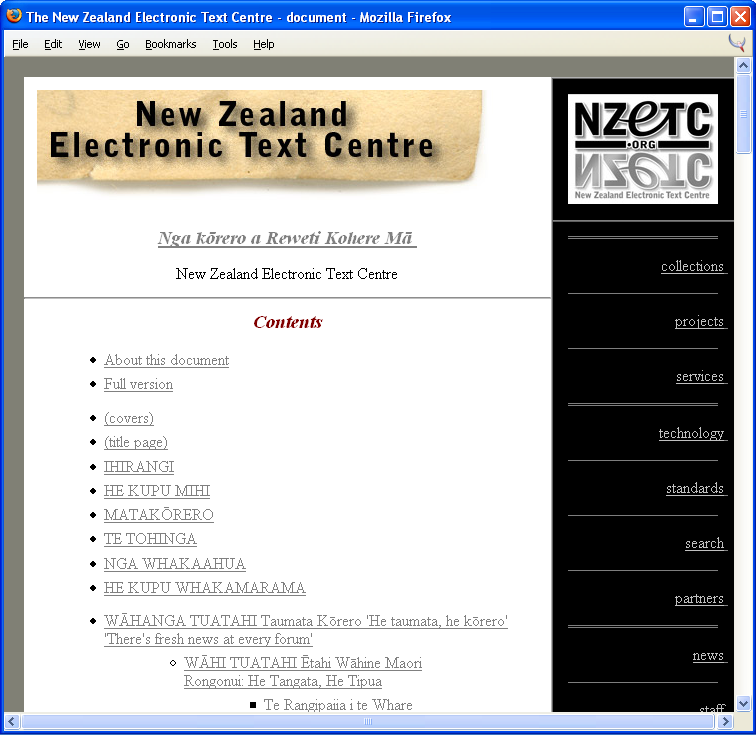 The New Zealand Electronic Text Centre - document - Mozilla Firefox
File Edit View Go Bookmarks Tools Help
New Zealand
Electronic Text Centre
Nga kōrero a Reweti Kohere Mā
New Zealand Electronic Text Centre
Contents
About this document
Full version
(covers)
(title page)
IHIRANGI
HE KUPU MIHI
MATAKŌRERO
TE TOHINGA
NGA WHAKAAHUA
HE KUPU WHAKAMARAMA
WĀHANGA TUATAHI Taumata Kōrero 'He taumata, he kōrero'
'There's fresh news at every forum'
WĀHI TUATAHI Ētahi Wāhine Maori
Rongonui: He Tangata, He Tipua
Te Rangipaiia i te Whare
NZETC
.ORG
NZETC
New Zealand Electronic Text Centre
collections
projects
services
technology
standards
search
partners
news
staff